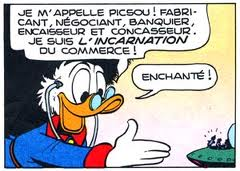 JE M'APPELLE PICSOU! FABRI-
CANT, NÉGOCIANT, BANQUIER,
ENCAISSEUR ET CONCASSEUR.
JE SUIS L'INCARNATION
DU COMMERCE!
ENCHANTÉ!